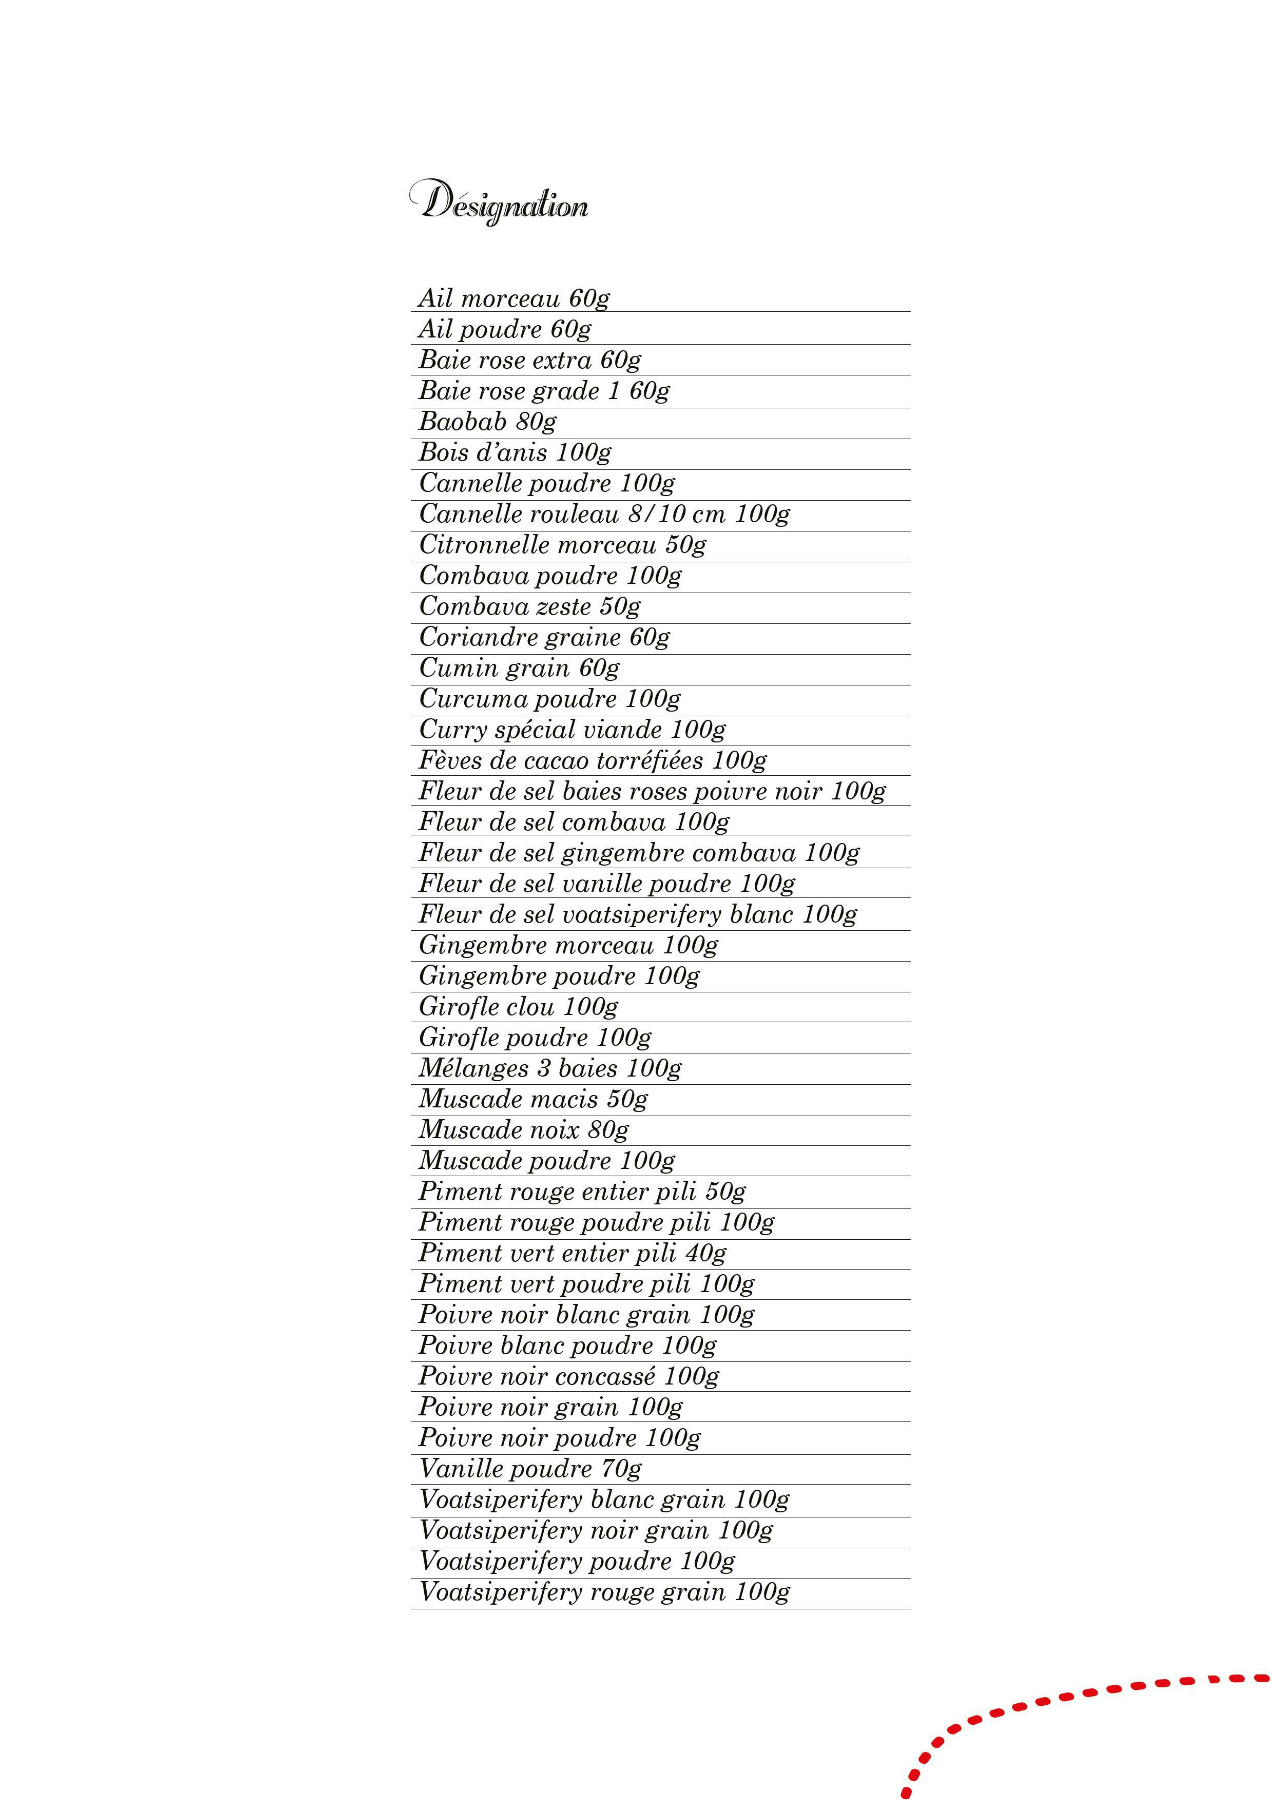 Désignation
Ail morceau 60g
Ail poudre 60g
Baie rose extra 60g
Baie rose grade 1 60g
Baobab 80g
Bois d’anis 100g
Cannelle poudre 100g
Cannelle rouleau 8/10 cm 100g
Citronnelle morceau 50g
Combava poudre 100g
Combava zeste 50g
Coriandre graine 60g
Cumin grain 60g
Curcuma poudre 100g
Curry spécial viande 100g
Fèves de cacao torréfiées 100g
Fleur de sel baies roses poivre noir 100g
Fleur de sel combava 100g
Fleur de sel gingembre combava 100g
Fleur de sel vanille poudre 100g
Fleur de sel voatsiperifery blanc 100g
Gingembre morceau 100g
Gingembre poudre 100g
Girofle clou 100g
Girofle poudre 100g
Mélanges 3 baies 100g
Muscade macis 50g
Muscade noix 80g
Muscade poudre 100g
Piment rouge entier pili 50g
Piment rouge poudre pili 100g
Piment vert entier pili 40g
Piment vert poudre pili 100g
Poivre noir blanc grain 100g
Poivre blanc poudre 100g
Poivre noir concassé 100g
Poivre noir grain 100g
Poivre noir poudre 100g
Vanille poudre 70g
Voatsiperifery blanc grain 100g
Voatsiperifery noir grain 100g
Voatsiperifery poudre 100g
Voatsiperifery rouge grain 100g